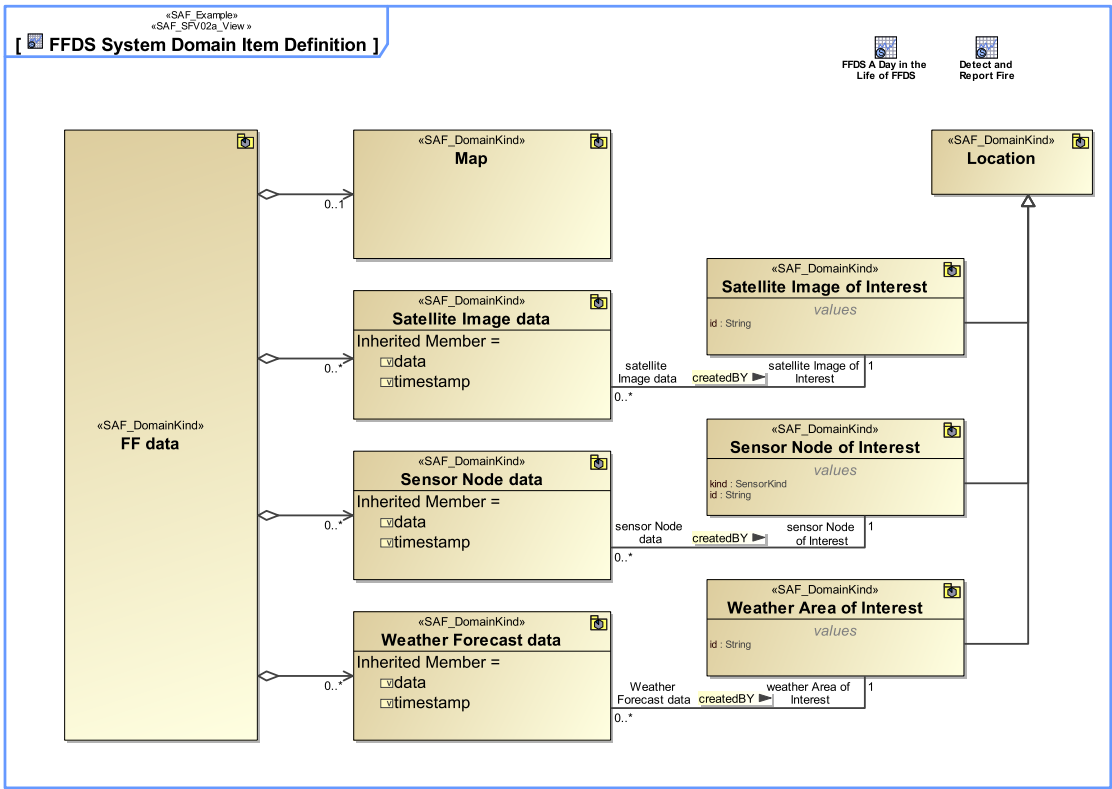 «SAF_Example»
«SAF_SFV02a_View »
[ FFDS System Domain Item Definition ]
FFDS A Day in the
Life of FFDS
Detect and
Report Fire
«SAF_DomainKind»
FF data
«SAF_DomainKind»
Map
0..1
«SAF_DomainKind»
Location
«SAF_DomainKind»
Satellite Image data
Inherited Member =
v data
v timestamp
0..*
«SAF_DomainKind»
Satellite Image of Interest
values
id : String
satellite
Image data
createdBY
satellite Image of
Interest
1
0..*
«SAF_DomainKind»
Sensor Node data
Inherited Member =
v data
v timestamp
0..*
«SAF_DomainKind»
Sensor Node of Interest
values
kind : SensorKind
id : String
sensor Node
data
createdBY
sensor Node
of Interest
1
0..*
«SAF_DomainKind»
Weather Forecast data
Inherited Member =
v data
v timestamp
0..*
«SAF_DomainKind»
Weather Area of Interest
values
id : String
Weather
Forecast data
createdBY
weather Area of
Interest
1
0..*